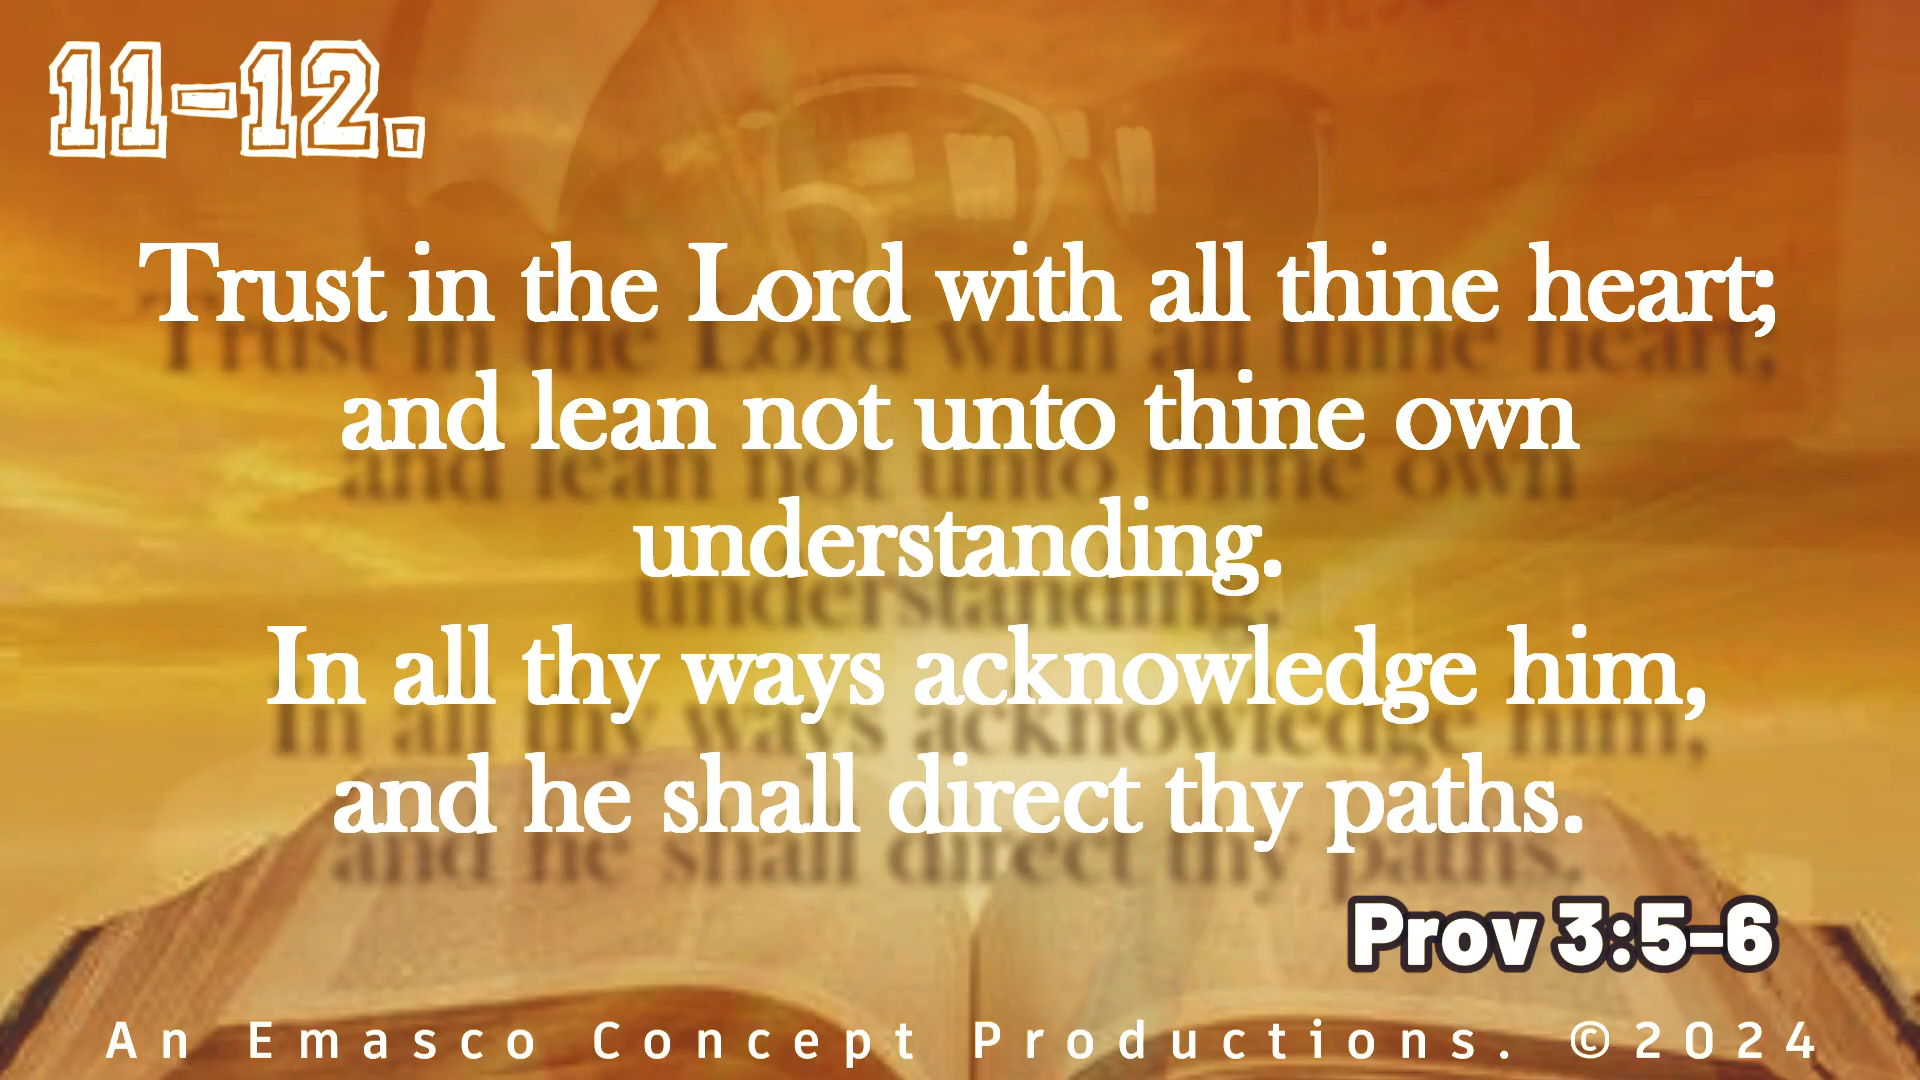 11-12.
Trust in the Lord with all thine heart;
and lean not unto thine own
understanding.
In all thy ways acknowledge him,
and he shall direct thy paths.
Prov 3:5-6
An Emasco Concept Productions. ©2024